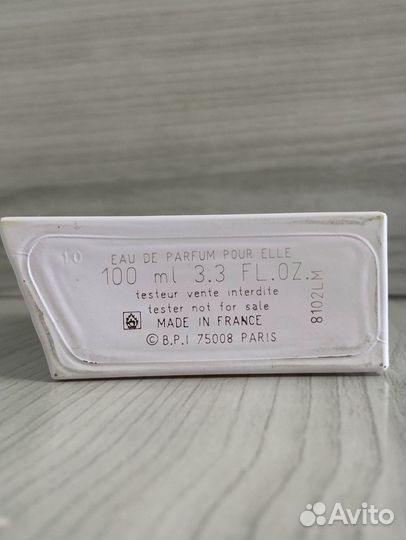 10
EAU DE PARFUM POUR ELLE
100 ml 3.3 FL.OZ.
testeur vente interdite
tester not for sale
MADE IN FRANCE
© B.P.I 75008 PARIS
8102LM
Avito